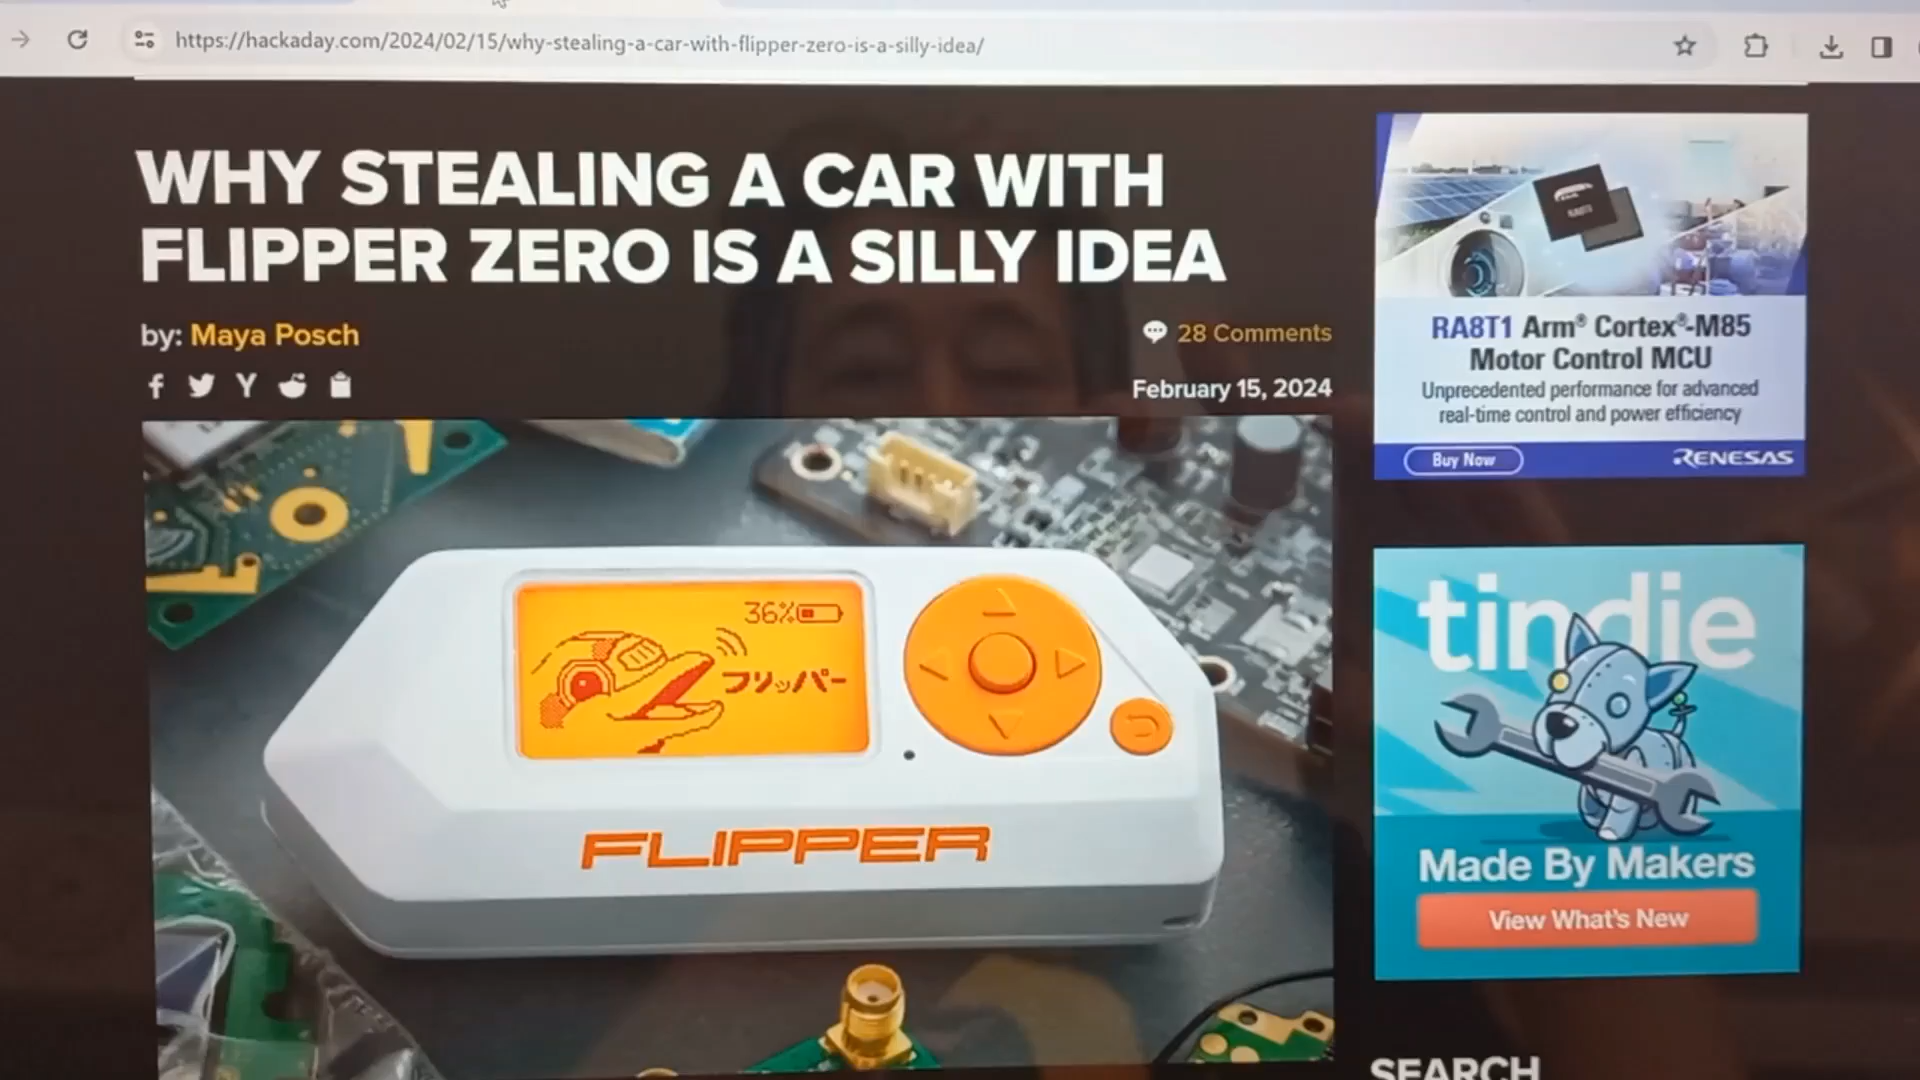 https://hackaday.com/2024/02/15/why-stealing-a-car-with-flipper-zero-is-a-silly-idea/
WHY STEALING A CAR WITH
FLIPPER ZERO IS A SILLY IDEA
by: Maya Posch
28 Comments
February 15, 2024
36%
フリッパー
FLIPPER
RA8T1
RA8T1 Arm® Cortex®-M85
Motor Control MCU
Unprecedented performance for advanced
real-time control and power efficiency
Buy Now
RENESAS
tindie
Made By Makers
View What's New
SEARCH